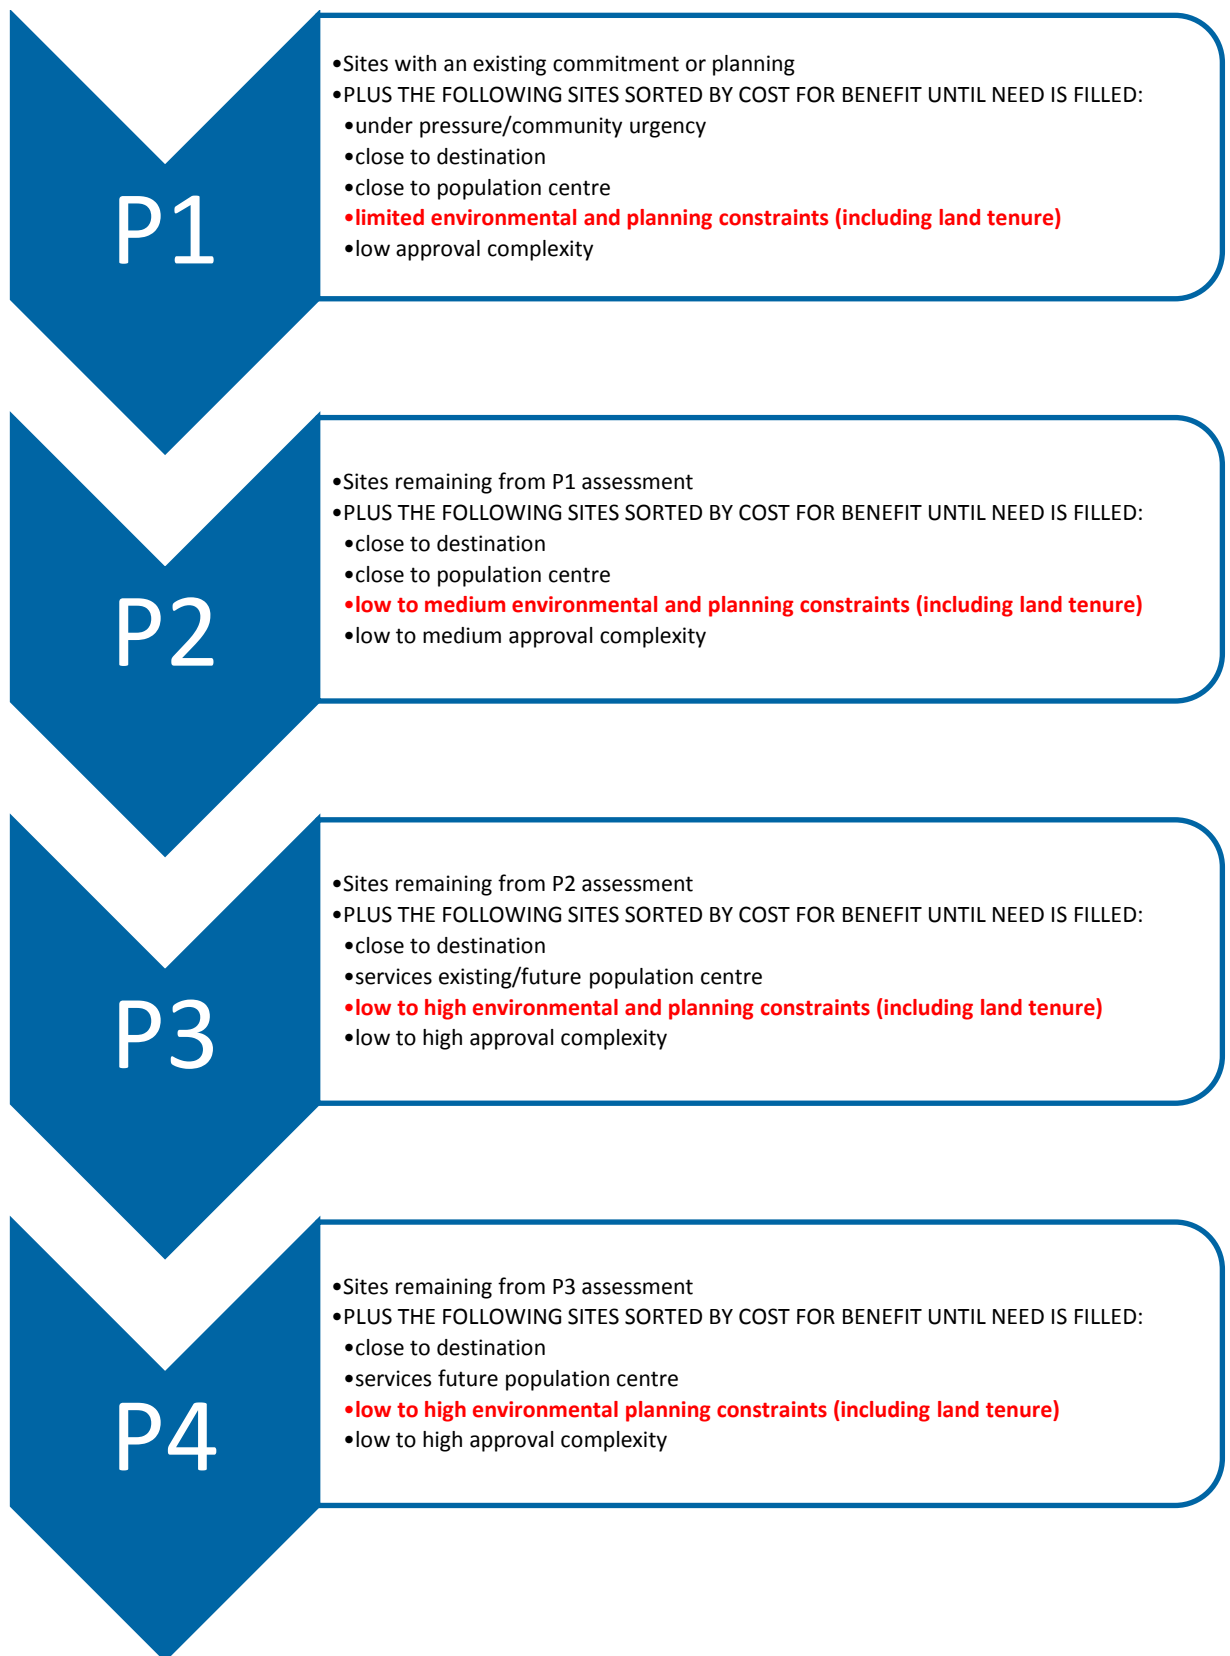 P1
•Sites with an existing commitment or planning
•PLUS THE FOLLOWING SITES SORTED BY COST FOR BENEFIT UNTIL NEED IS FILLED:
•under pressure/community urgency
•close to destination
•close to population centre
•limited environmental and planning constraints (including land tenure)
•low approval complexity
P2
•Sites remaining from P1 assessment
•PLUS THE FOLLOWING SITES SORTED BY COST FOR BENEFIT UNTIL NEED IS FILLED:
•close to destination
•close to population centre
•low to medium environmental and planning constraints (including land tenure)
•low to medium approval complexity
P3
•Sites remaining from P2 assessment
•PLUS THE FOLLOWING SITES SORTED BY COST FOR BENEFIT UNTIL NEED IS FILLED:
•close to destination
•services existing/future population centre
•low to high environmental and planning constraints (including land tenure)
•low to high approval complexity
P4
•Sites remaining from P3 assessment
•PLUS THE FOLLOWING SITES SORTED BY COST FOR BENEFIT UNTIL NEED IS FILLED:
•close to destination
•services future population centre
•low to high environmental planning constraints (including land tenure)
•low to high approval complexity